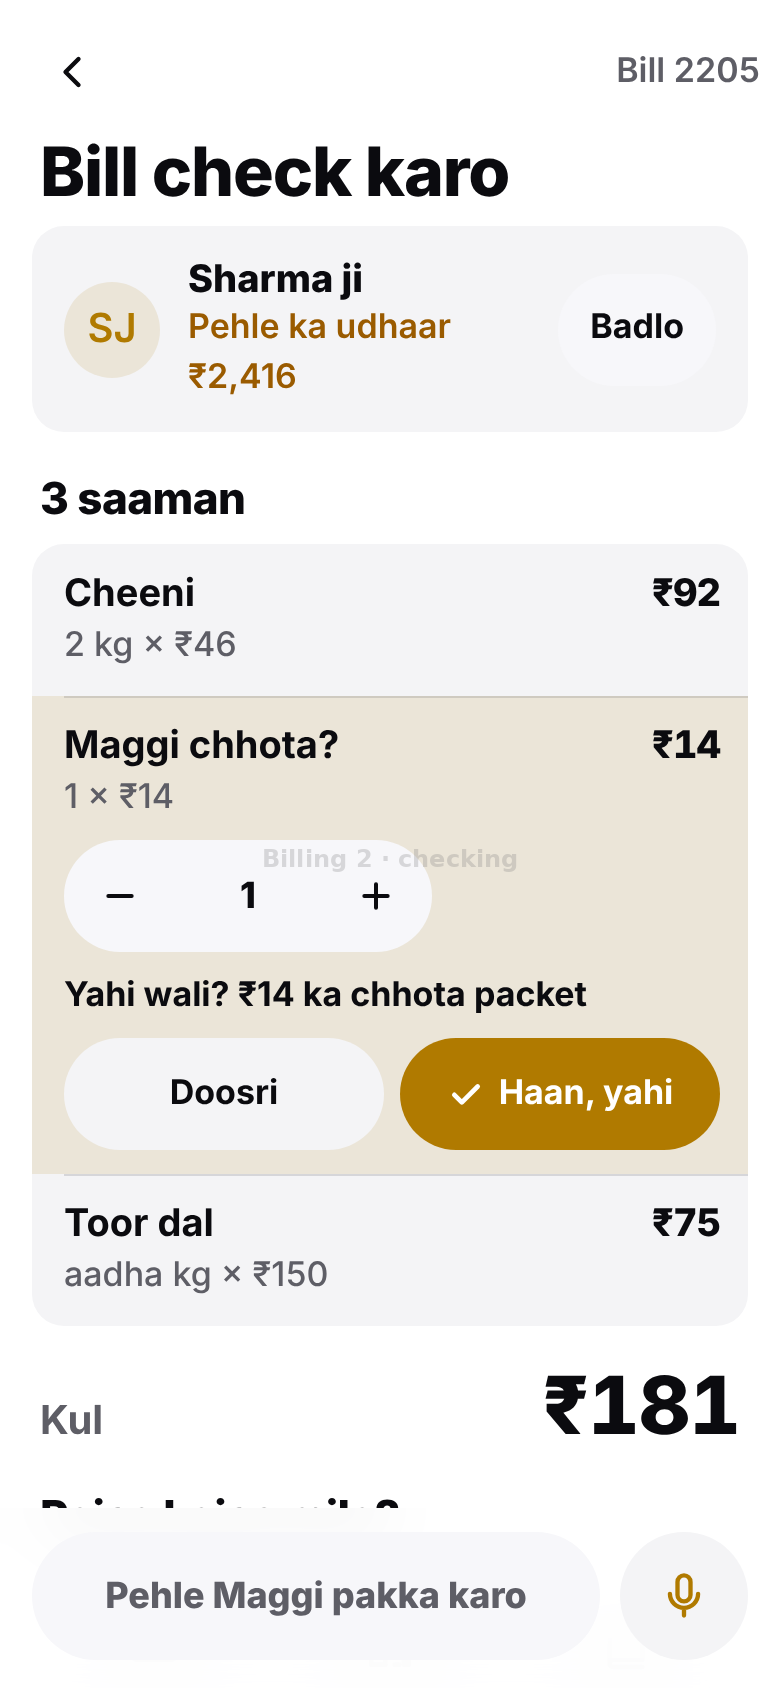 Bill 2205
Bill check karo
SJ
Sharma ji
Pehle ka udhaar
₹2,416
Badlo
3 saaman
Cheeni
₹92
2 kg × ₹46
Maggi chhota?
₹14
1 × ₹14
Billing 2 · checking
1
Yahi wali? ₹14 ka chhota packet
Doosri
Haan, yahi
Toor dal
₹75
aadha kg × ₹150
Kul
₹181
Pehle Maggi pakka karo